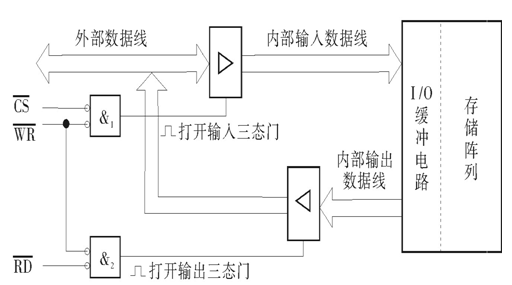 外部数据线
内部输入数据线
CS
WR
&1
打开输入三态门
I/O
缓冲电路
存储阵列
内部输出
数据线
RD
&2
打开输出三态门